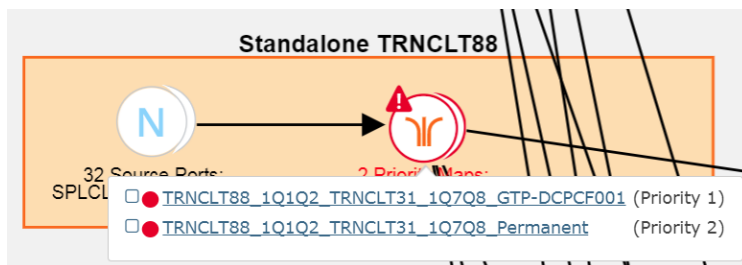 Standalone TRNCLT88
N
32 Source Ports:
2 Priority Maps:
SPLCL
TRNCLT88_1Q1Q2_TRNCLT31_1Q7Q8_GTP-DCPCF001 (Priority 1)
TRNCLT88_1Q1Q2_TRNCLT31_1Q7Q8_Permanent (Priority 2)